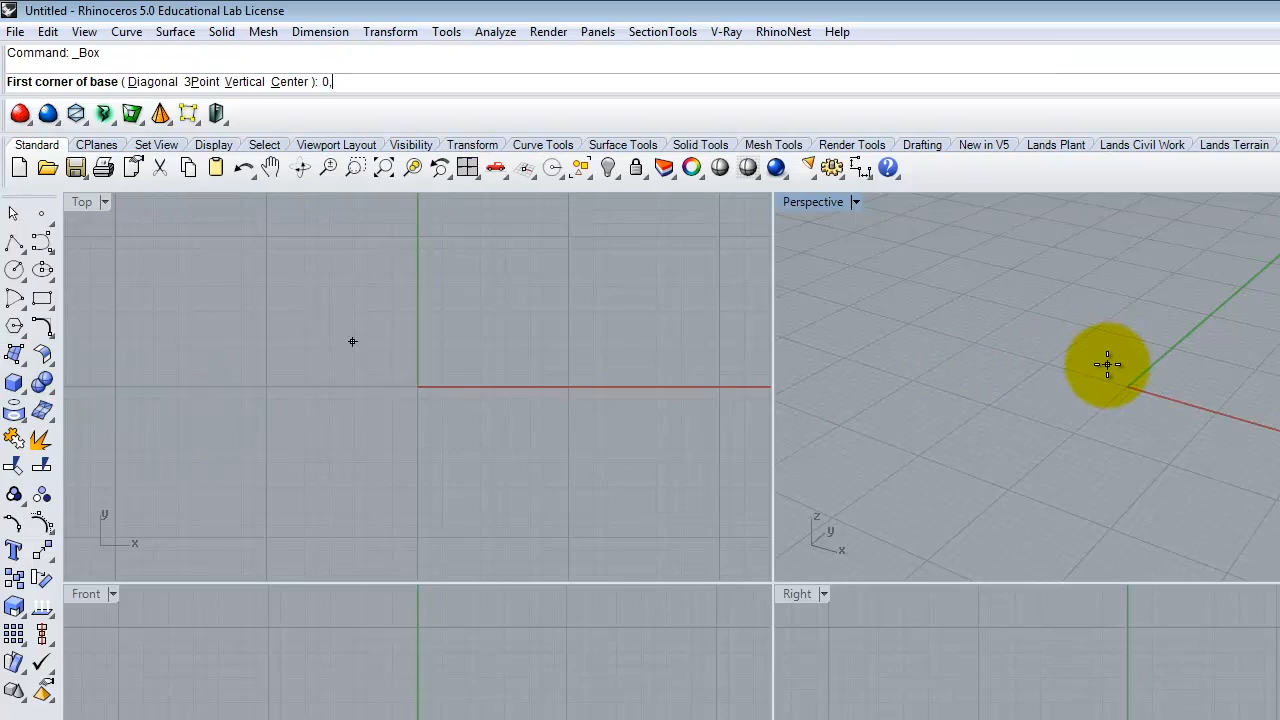 Untitled - Rhinoceros 5.0 Educational Lab License
File Edit View Curve Surface Solid Mesh Dimension Transform Tools Analyze Render Panels SectionTools V-Ray RhinoNest Help
Command: _Box
First corner of base ( Diagonal 3Point Vertical Center ): 0,
Standard CPlanes Set View Display Select Viewport Layout Visibility Transform Curve Tools Surface Tools Solid Tools Mesh Tools Render Tools Drafting New in V5 Lands Plant Lands Civil Work Lands Terrain
Top
Perspective
y
x
z
y
x
Front
Right